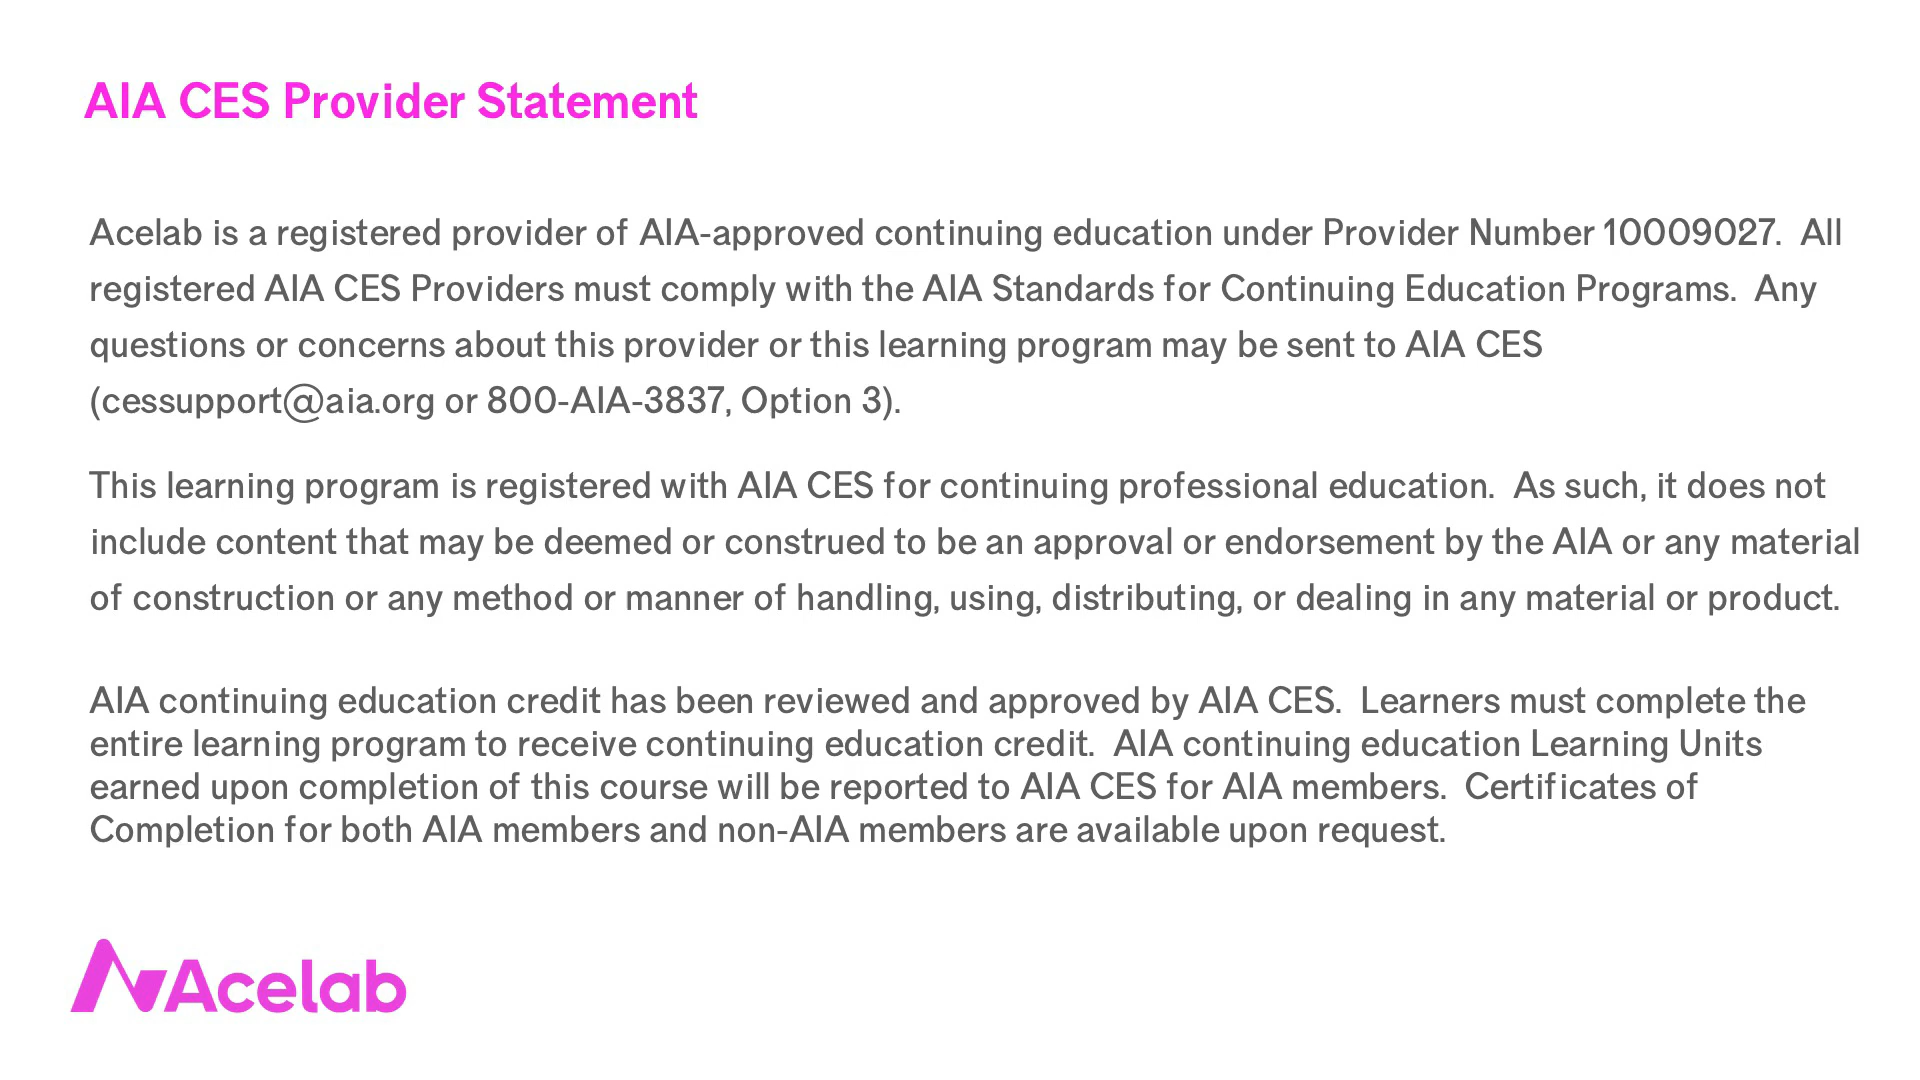 AIA CES Provider Statement
Acelab is a registered provider of AIA-approved continuing education under Provider Number 10009027.  All
registered AIA CES Providers must comply with the AIA Standards for Continuing Education Programs.  Any
questions or concerns about this provider or this learning program may be sent to AIA CES
(cessupport@aia.org or 800-AIA-3837, Option 3).
This learning program is registered with AIA CES for continuing professional education.  As such, it does not
include content that may be deemed or construed to be an approval or endorsement by the AIA or any material
of construction or any method or manner of handling, using, distributing, or dealing in any material or product.
AIA continuing education credit has been reviewed and approved by AIA CES.  Learners must complete the
entire learning program to receive continuing education credit.  AIA continuing education Learning Units
earned upon completion of this course will be reported to AIA CES for AIA members.  Certificates of
Completion for both AIA members and non-AIA members are available upon request.
Acelab